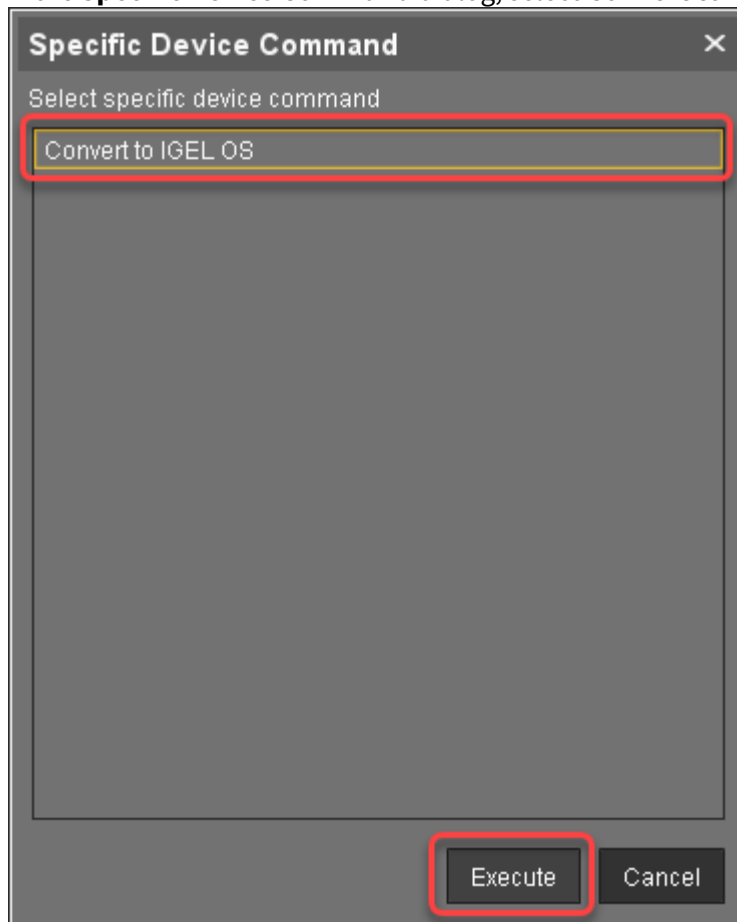 Specific Device Command
Select specific device command
Convert to IGEL OS
Execute Cancel